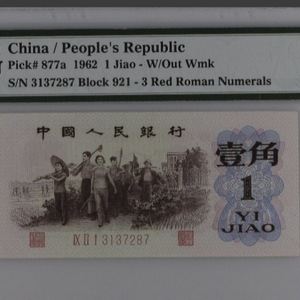 China / People's Republic
Pick# 877a 1962 1 Jiao - W/Out Wmk
S/N 3137287 Block 921 - 3 Red Roman Numerals
中國人民銀行
壹角
1
YI
JIAO
IX II I 3137287